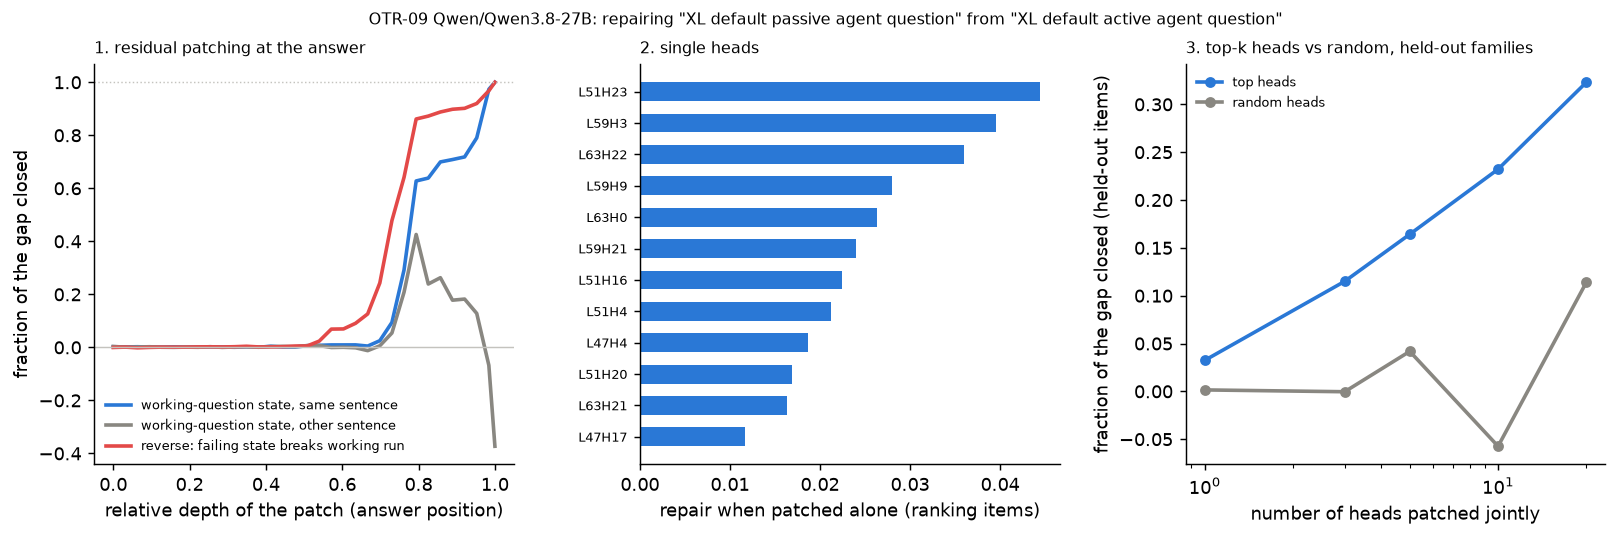 OTR-09 Qwen/Qwen3.8-27B: repairing "XL default passive agent question" from "XL default active agent question"
1. residual patching at the answer
fraction of the gap closed
1.0
0.8
0.6
0.4
0.2
0.0
−0.2
−0.4
working-question state, same sentence
working-question state, other sentence
reverse: failing state breaks working run
0.0 0.2 0.4 0.6 0.8 1.0
relative depth of the patch (answer position)
2. single heads
L51H23
L59H3
L63H22
L59H9
L63H0
L59H21
L51H16
L51H4
L47H4
L51H20
L63H21
L47H17
0.00 0.01 0.02 0.03 0.04
repair when patched alone (ranking items)
3. top-k heads vs random, held-out families
fraction of the gap closed (held-out items)
top heads
random heads
0.30
0.25
0.20
0.15
0.10
0.05
0.00
−0.05
10⁰ 10¹
number of heads patched jointly